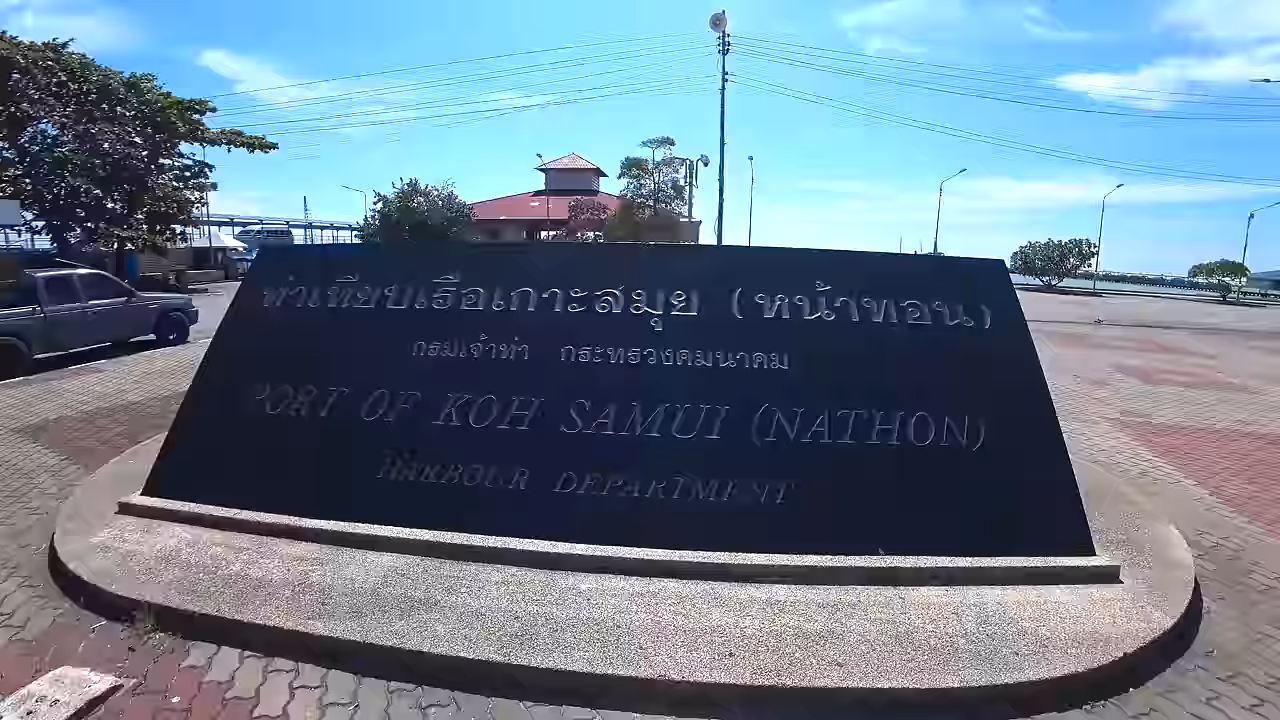 ท่าเทียบเรือเกาะสมุย (หน้าทอน)
กรมเจ้าท่า กระทรวงคมนาคม
PORT OF KOH SAMUI (NATHON)
HARBOUR DEPARTMENT